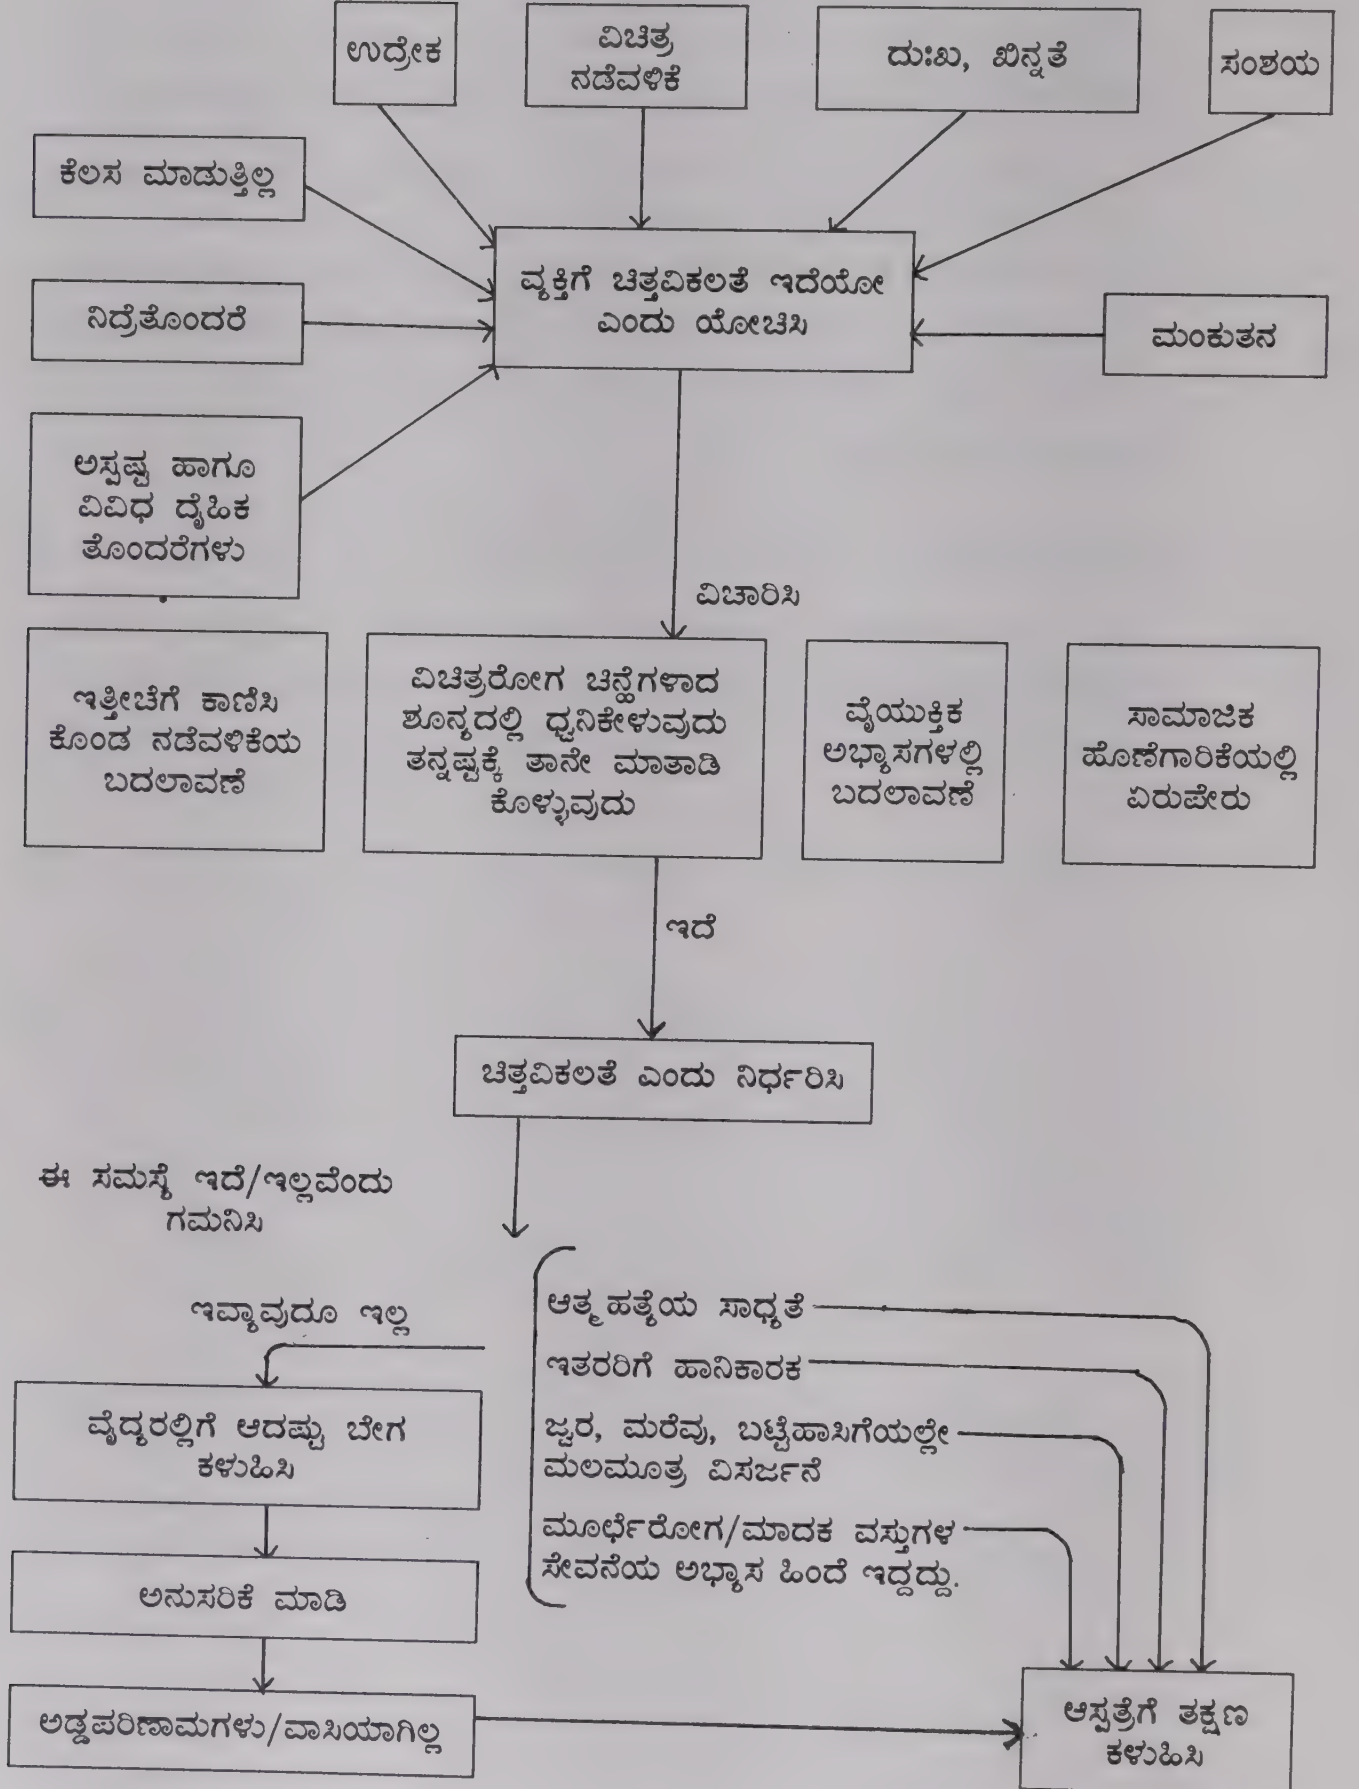 ಉದ್ರೇಕ
ವಿಚಿತ್ರ
ನಡೆವಳಿಕೆ
ದುಃಖ, ಖಿನ್ನತೆ
ಸಂಶಯ
ಕೆಲಸ ಮಾಡುತ್ತಿಲ್ಲ
ವ್ಯಕ್ತಿಗೆ ಚಿತ್ತವಿಕಲತೆ ಇದೆಯೋ
ಎಂದು ಯೋಚಿಸಿ
ನಿದ್ರೆತೊಂದರೆ
ಮಂಕುತನ
ಅಸ್ಪಷ್ಟ ಹಾಗೂ
ವಿವಿಧ ದೈಹಿಕ
ತೊಂದರೆಗಳು
ವಿಚಾರಿಸಿ
ಇತ್ತೀಚೆಗೆ ಕಾಣಿಸಿ
ಕೊಂಡ ನಡೆವಳಿಕೆಯ
ಬದಲಾವಣೆ
ವಿಚಿತ್ರರೋಗ ಚಿನ್ಹೆಗಳಾದ
ಶೂನ್ಯದಲ್ಲಿ ಧ್ವನಿಕೇಳುವುದು
ತನ್ನಷ್ಟಕ್ಕೆ ತಾನೇ ಮಾತಾಡಿ
ಕೊಳ್ಳುವುದು
ವೈಯುಕ್ತಿಕ
ಅಭ್ಯಾಸಗಳಲ್ಲಿ
ಬದಲಾವಣೆ
ಸಾಮಾಜಿಕ
ಹೊಣೆಗಾರಿಕೆಯಲ್ಲಿ
ಏರುಪೇರು
ಇದೆ
ಚಿತ್ತವಿಕಲತೆ ಎಂದು ನಿರ್ಧರಿಸಿ
ಈ ಸಮಸ್ಯೆ ಇದೆ/ಇಲ್ಲವೆಂದು
ಗಮನಿಸಿ
ಇವ್ಯಾವುದೂ ಇಲ್ಲ
ಆತ್ಮಹತ್ಯೆಯ ಸಾಧ್ಯತೆ
ಇತರರಿಗೆ ಹಾನಿಕಾರಕ
ಜ್ವರ, ಮರೆವು, ಬಟ್ಟೆಹಾಸಿಗೆಯಲ್ಲೇ
ಮಲಮೂತ್ರ ವಿಸರ್ಜನೆ
ಮೂರ್ಛೆರೋಗ/ಮಾದಕ ವಸ್ತುಗಳ
ಸೇವನೆಯ ಅಭ್ಯಾಸ ಹಿಂದೆ ಇದ್ದದ್ದು.
ವೈದ್ಯರಲ್ಲಿಗೆ ಆದಷ್ಟು ಬೇಗ
ಕಳುಹಿಸಿ
ಅನುಸರಿಕೆ ಮಾಡಿ
ಅಡ್ಡಪರಿಣಾಮಗಳು/ವಾಸಿಯಾಗಿಲ್ಲ
ಆಸ್ಪತ್ರೆಗೆ ತಕ್ಷಣ
ಕಳುಹಿಸಿ